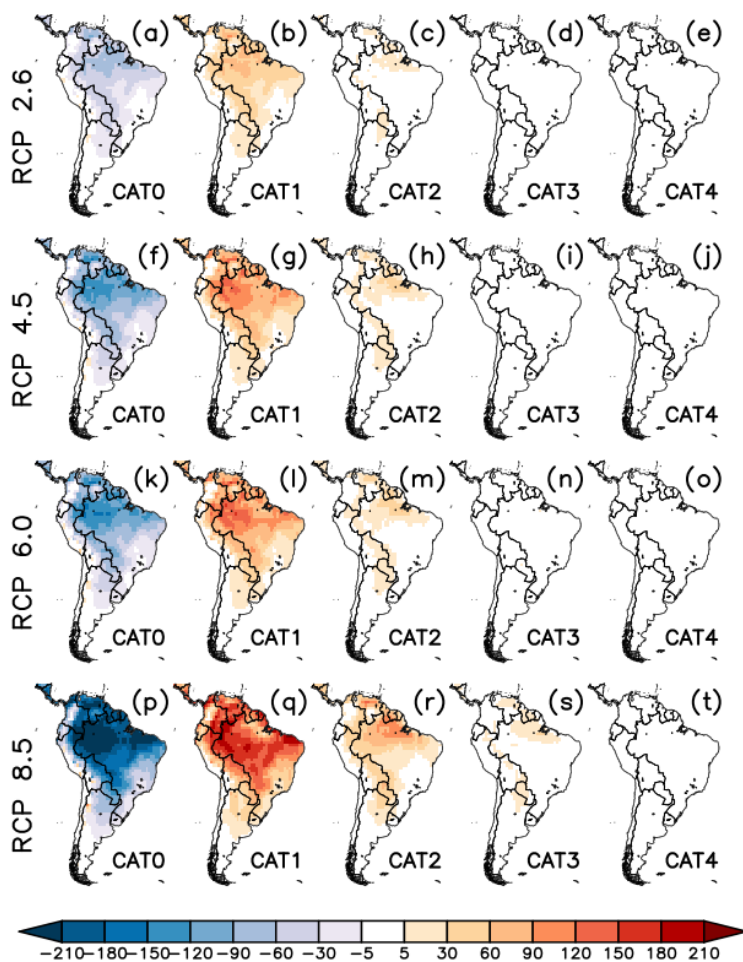 (a) (b) (c) (d) (e)
RCP 2.6
CAT0 CAT1 CAT2 CAT3 CAT4
(f) (g) (h) (i) (j)
RCP 4.5
CAT0 CAT1 CAT2 CAT3 CAT4
(k) (l) (m) (n) (o)
RCP 6.0
CAT0 CAT1 CAT2 CAT3 CAT4
(p) (q) (r) (s) (t)
RCP 8.5
CAT0 CAT1 CAT2 CAT3 CAT4
-210 -180 -150 -120 -90 -60 -30 -5 5 30 60 90 120 150 180 210